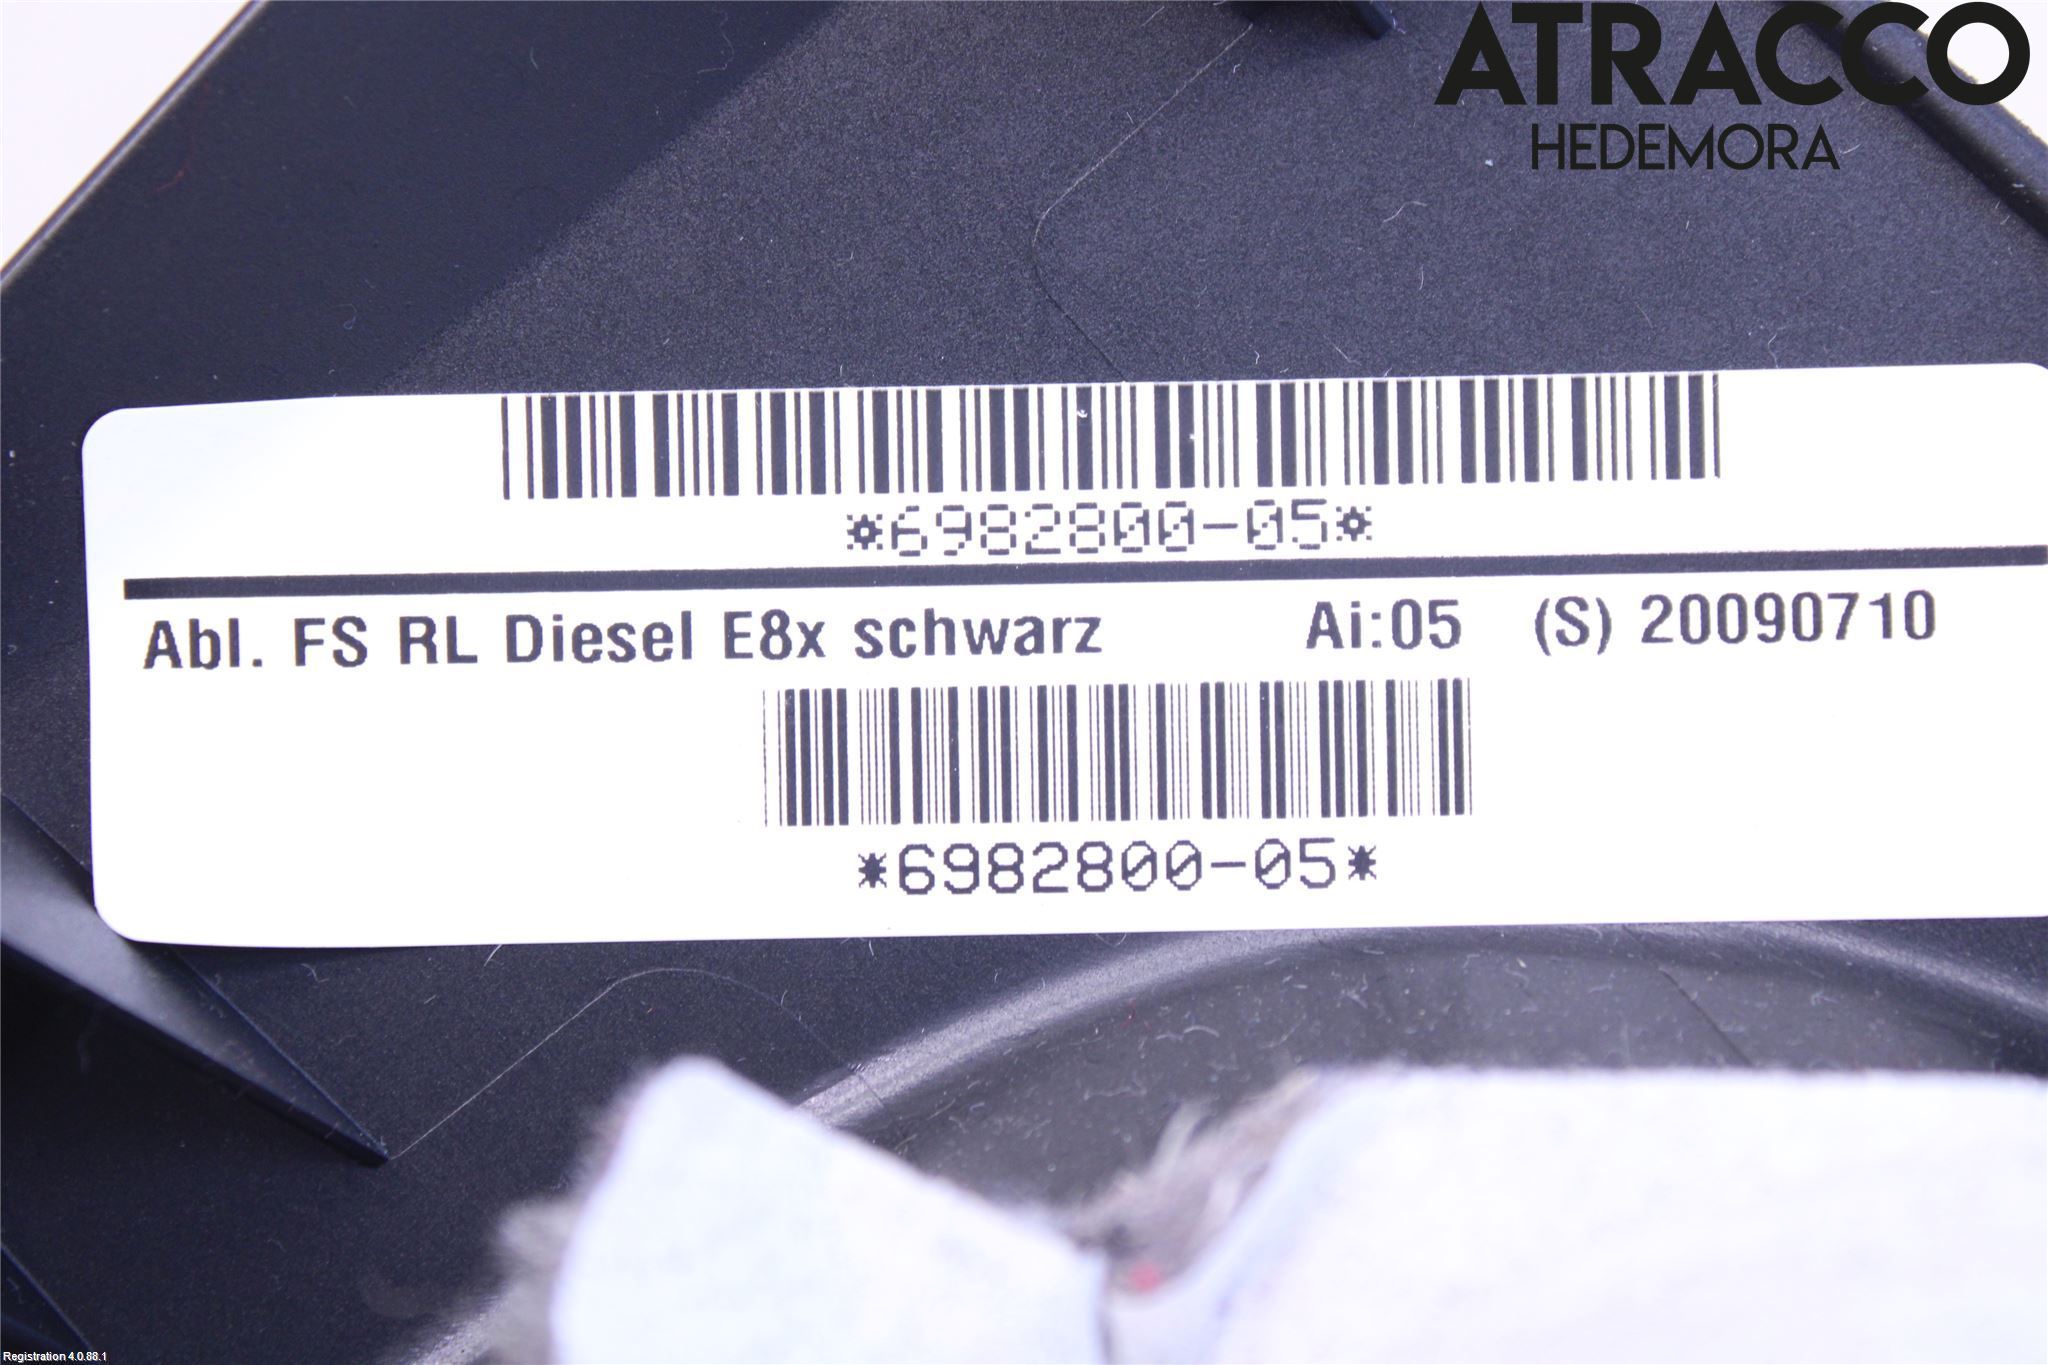 ATRACCO
HEDEMORA
*6982800-05*
Abl. FS RL Diesel E8x schwarz Ai:05 (S) 20090710
*6982800-05*
Registration 4.0.88.1